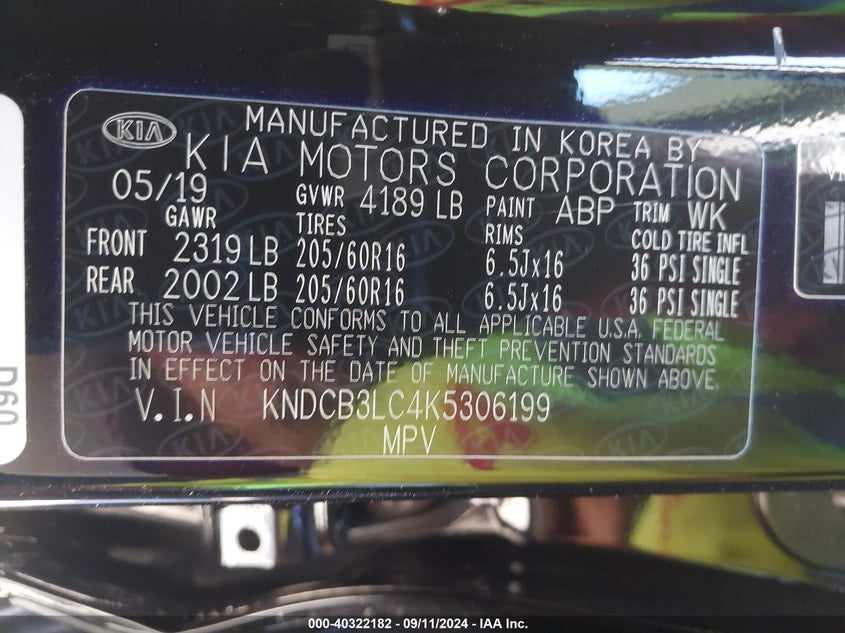 KIA
MANUFACTURED IN KOREA BY
KIA MOTORS CORPORATION
05/19 GVWR 4189 LB PAINT ABP TRIM WK
GAWR TIRES RIMS COLD TIRE INFL
FRONT 2319 LB 205/60R16 6.5Jx16 36 PSI SINGLE
REAR 2002 LB 205/60R16 6.5Jx16 36 PSI SINGLE
THIS VEHICLE CONFORMS TO ALL APPLICABLE U.S.A. FEDERAL
MOTOR VEHICLE SAFETY AND THEFT PREVENTION STANDARDS
IN EFFECT ON THE DATE OF MANUFACTURE SHOWN ABOVE.
V.I.N KNDCB3LC4K5306199
MPV
D60
000-40322182 - 09/11/2024 - IAA Inc.